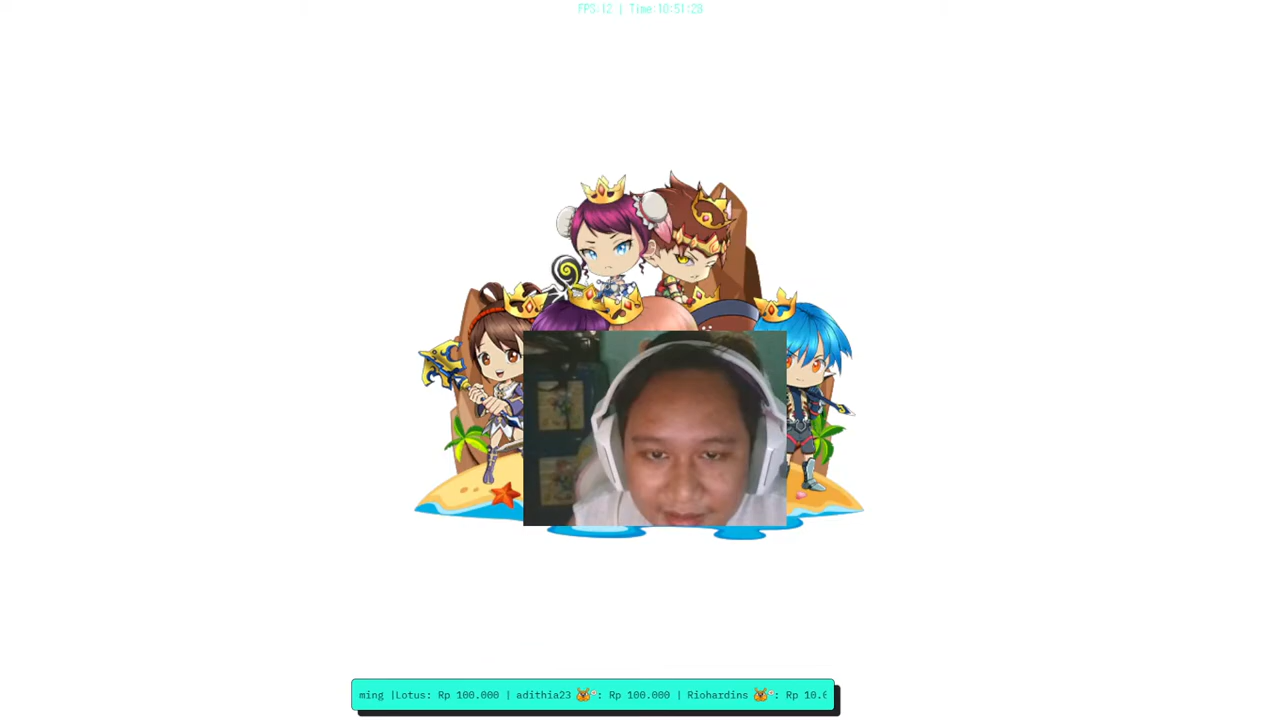 FPS:12 | Time:10:51:28
ming |Lotus: Rp 100.000 | adithia23 : Rp 100.000 | Riohardins : Rp 10.